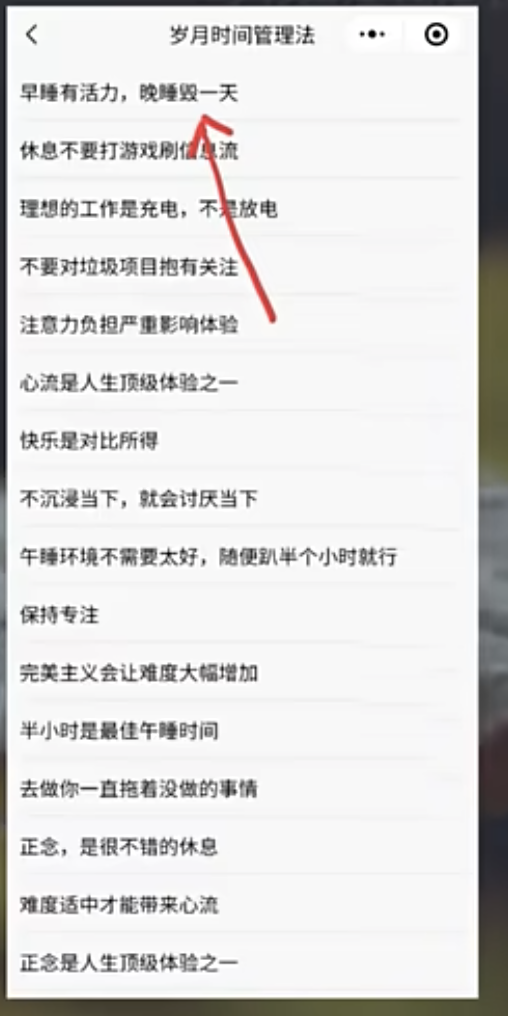 岁月时间管理法
早睡有活力，晚睡毁一天
休息不要打游戏刷信息流
理想的工作是充电，不是放电
不要对垃圾项目抱有关注
注意力负担严重影响体验
心流是人生顶级体验之一
快乐是对比所得
不沉浸当下，就会讨厌当下
午睡环境不需要太好，随便趴半个小时就行
保持专注
完美主义会让难度大幅增加
半小时是最佳午睡时间
去做你一直拖着没做的事情
正念，是很不错的休息
难度适中才能带来心流
正念是人生顶级体验之一